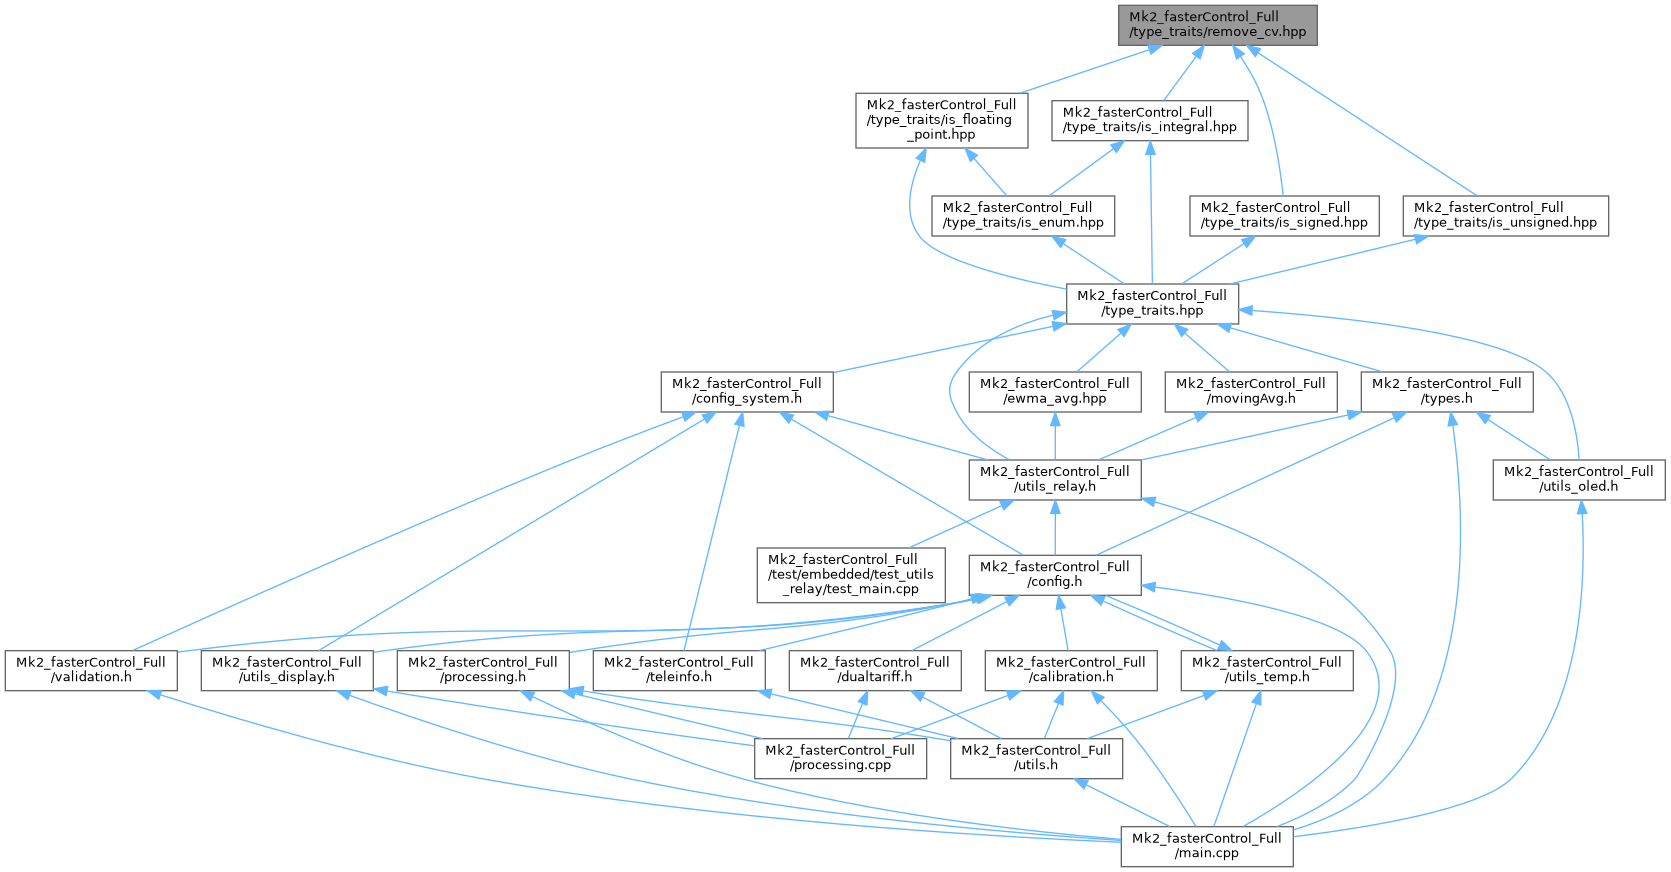 Mk2_fasterControl_Full
/type_traits/remove_cv.hpp
Mk2_fasterControl_Full
/type_traits/is_floating
_point.hpp
Mk2_fasterControl_Full
/type_traits/is_integral.hpp
Mk2_fasterControl_Full
/type_traits/is_enum.hpp
Mk2_fasterControl_Full
/type_traits/is_signed.hpp
Mk2_fasterControl_Full
/type_traits/is_unsigned.hpp
Mk2_fasterControl_Full
/type_traits.hpp
Mk2_fasterControl_Full
/config_system.h
Mk2_fasterControl_Full
/ewma_avg.hpp
Mk2_fasterControl_Full
/movingAvg.h
Mk2_fasterControl_Full
/types.h
Mk2_fasterControl_Full
/utils_relay.h
Mk2_fasterControl_Full
/utils_oled.h
Mk2_fasterControl_Full
/test/embedded/test_utils
_relay/test_main.cpp
Mk2_fasterControl_Full
/config.h
Mk2_fasterControl_Full
/validation.h
Mk2_fasterControl_Full
/utils_display.h
Mk2_fasterControl_Full
/processing.h
Mk2_fasterControl_Full
/teleinfo.h
Mk2_fasterControl_Full
/dualtariff.h
Mk2_fasterControl_Full
/calibration.h
Mk2_fasterControl_Full
/utils_temp.h
Mk2_fasterControl_Full
/processing.cpp
Mk2_fasterControl_Full
/utils.h
Mk2_fasterControl_Full
/main.cpp